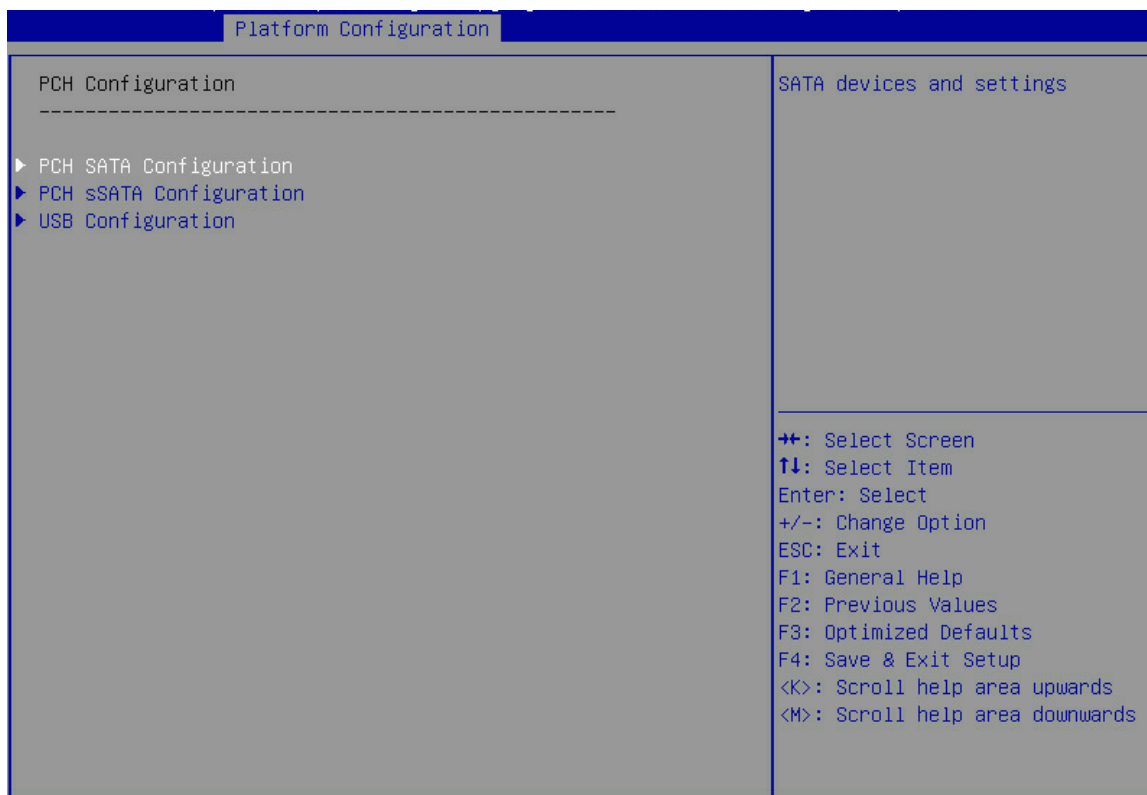 Platform Configuration
PCH Configuration
--------------------------------------------------
PCH SATA Configuration
PCH sSATA Configuration
USB Configuration
SATA devices and settings
→←: Select Screen
↑↓: Select Item
Enter: Select
+/-: Change Option
ESC: Exit
F1: General Help
F2: Previous Values
F3: Optimized Defaults
F4: Save & Exit Setup
<K>: Scroll help area upwards
<M>: Scroll help area downwards